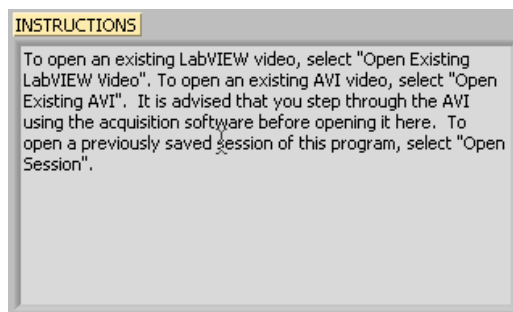 INSTRUCTIONS
To open an existing LabVIEW video, select "Open Existing
LabVIEW Video". To open an existing AVI video, select "Open
Existing AVI".  It is advised that you step through the AVI
using the acquisition software before opening it here.  To
open a previously saved session of this program, select "Open
Session".